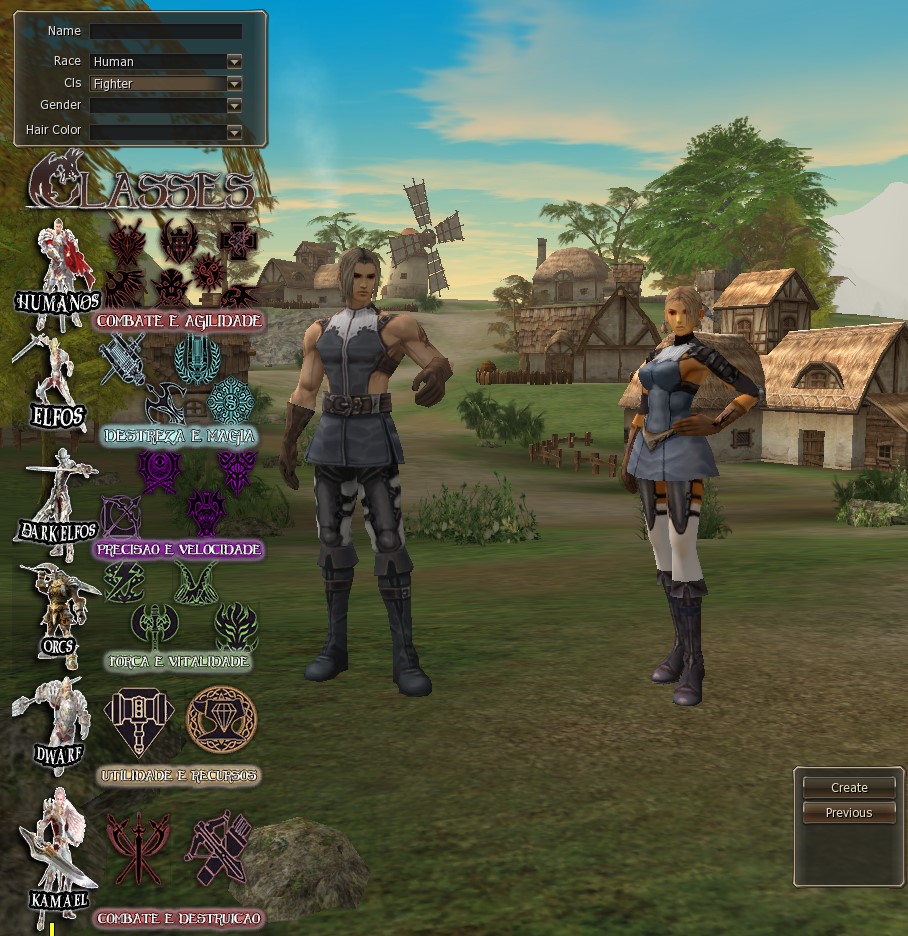 Name
Race Human
Cls Fighter
Gender
Hair Color
CLASSES
HUMANOS
COMBATE E AGILIDADE
ELFOS
DESTREZA E MAGIA
DARK ELFOS
PRECISAO E VELOCIDADE
ORCS
FORCA E VITALIDADE
DWARF
UTILIDADE E RECURSOS
KAMAEL
COMBATE E DESTRUICAO
Create
Previous